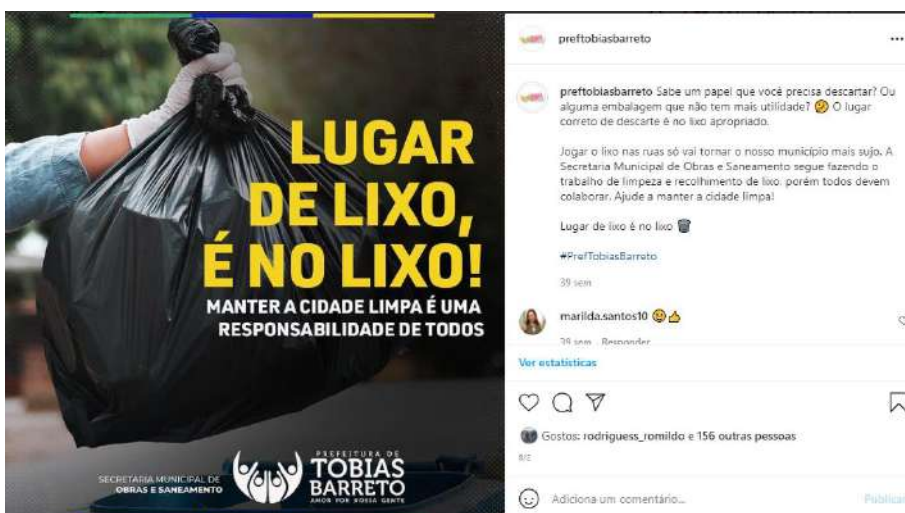 LUGAR
DE LIXO,
É NO LIXO!
MANTER A CIDADE LIMPA É UMA
RESPONSABILIDADE DE TODOS
SECRETARIA MUNICIPAL DE
OBRAS E SANEAMENTO
PREFEITURA DE
TOBIAS
BARRETO
AMOR POR NOSSA GENTE
preftobiasbarreto
preftobiasbarreto Sabe um papel que você precisa descartar? Ou
alguma embalagem que não tem mais utilidade? 🤔 O lugar
correto de descarte é no lixo apropriado.
Jogar o lixo nas ruas só vai tornar o nosso município mais sujo. A
Secretaria Municipal de Obras e Saneamento segue fazendo o
trabalho de limpeza e recolhimento de lixo, porém todos devem
colaborar. Ajude a manter a cidade limpa!
Lugar de lixo é no lixo 🗑
#PrefTobiasBarreto
39 sem
marilda.santos10
39 sem Responder
Ver estatísticas
Gostos: rodriguess_romildo e 156 outras pessoas
Adiciona um comentário...
Publicar